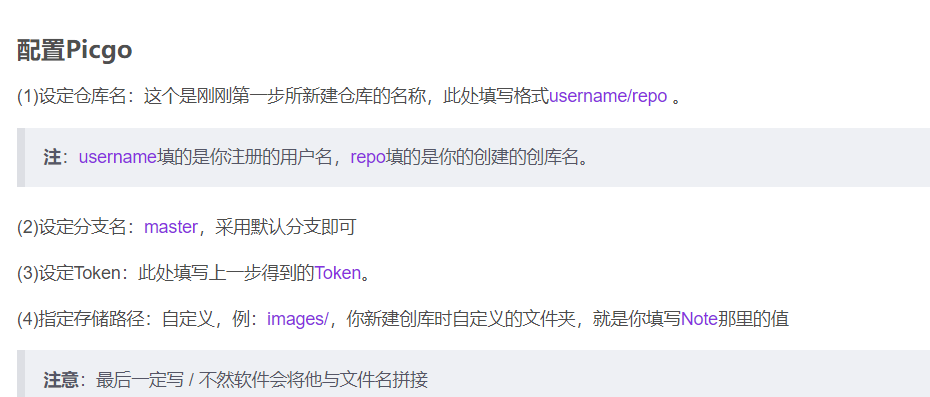 配置Picgo
(1)设定仓库名：这个是刚刚第一步所新建仓库的名称，此处填写格式username/repo 。
注：username填的是你注册的用户名，repo填的是你的创建的创库名。
(2)设定分支名：master，采用默认分支即可
(3)设定Token：此处填写上一步得到的Token。
(4)指定存储路径：自定义，例：images/，你新建创库时自定义的文件夹，就是你填写Note那里的值
注意：最后一定写 / 不然软件会将他与文件名拼接